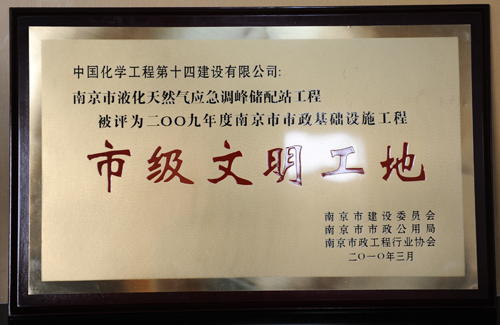 中国化学工程第十四建设有限公司:
南京市液化天然气应急调峰储配站工程
被评为二〇〇九年度南京市市政基础设施工程
市级文明工地
南京市建设委员会
南京市市政公用局
南京市政工程行业协会
二〇一〇年三月